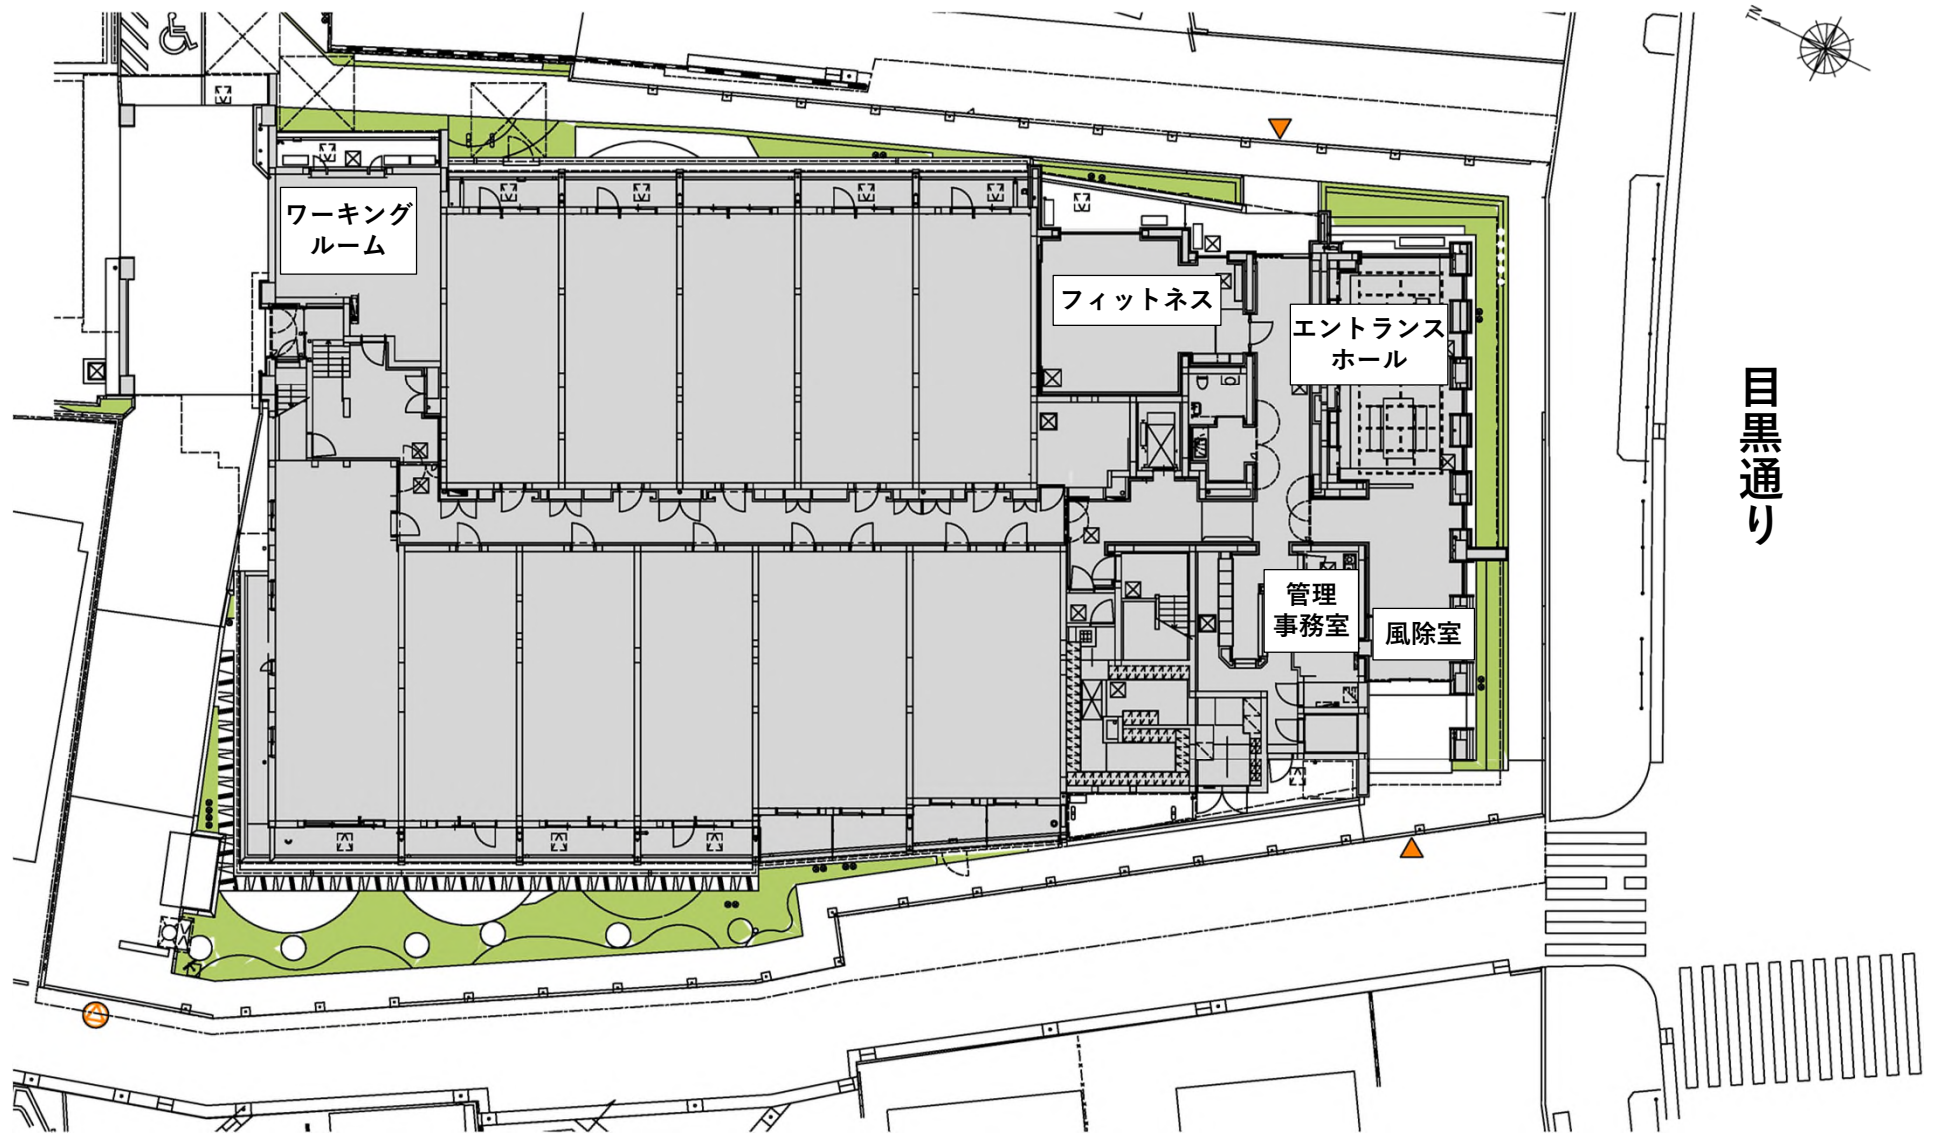 TN
ワーキング
ルーム
フィットネス
エントランス
ホール
目黒通り
管理
事務室
風除室